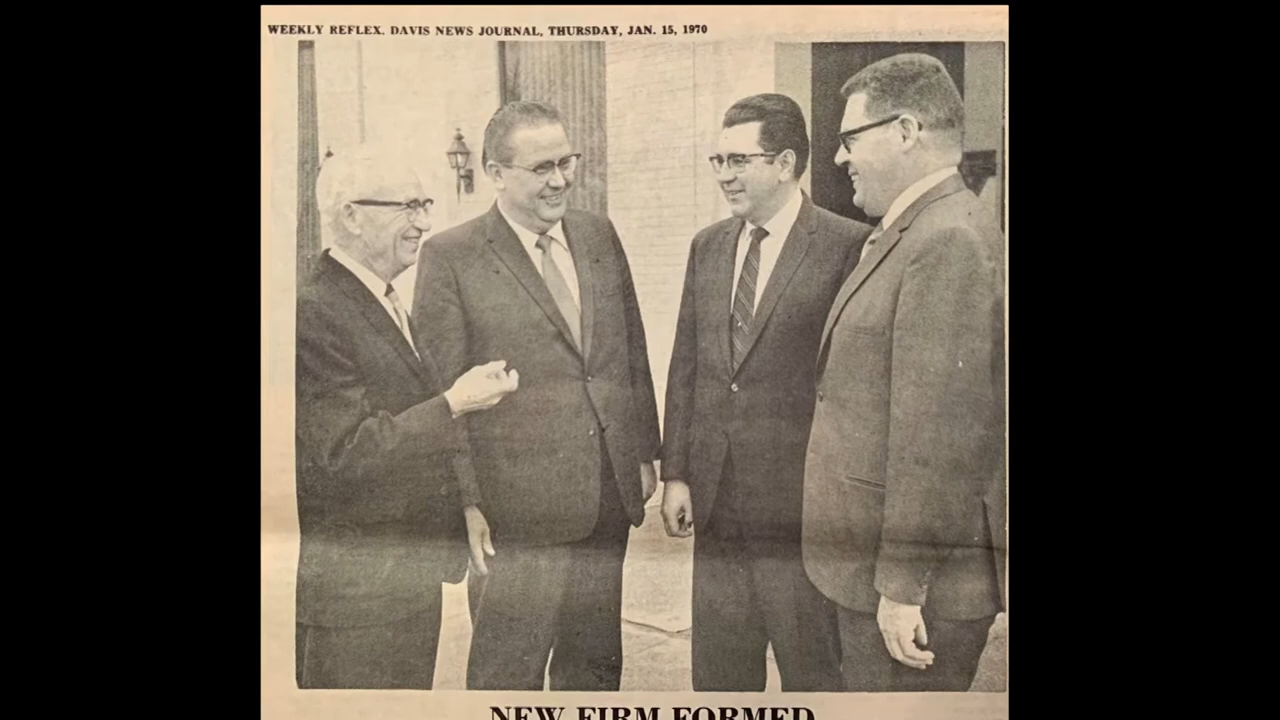 WEEKLY REFLEX. DAVIS NEWS JOURNAL, THURSDAY, JAN. 15, 1970
NEW FIRM FORMED